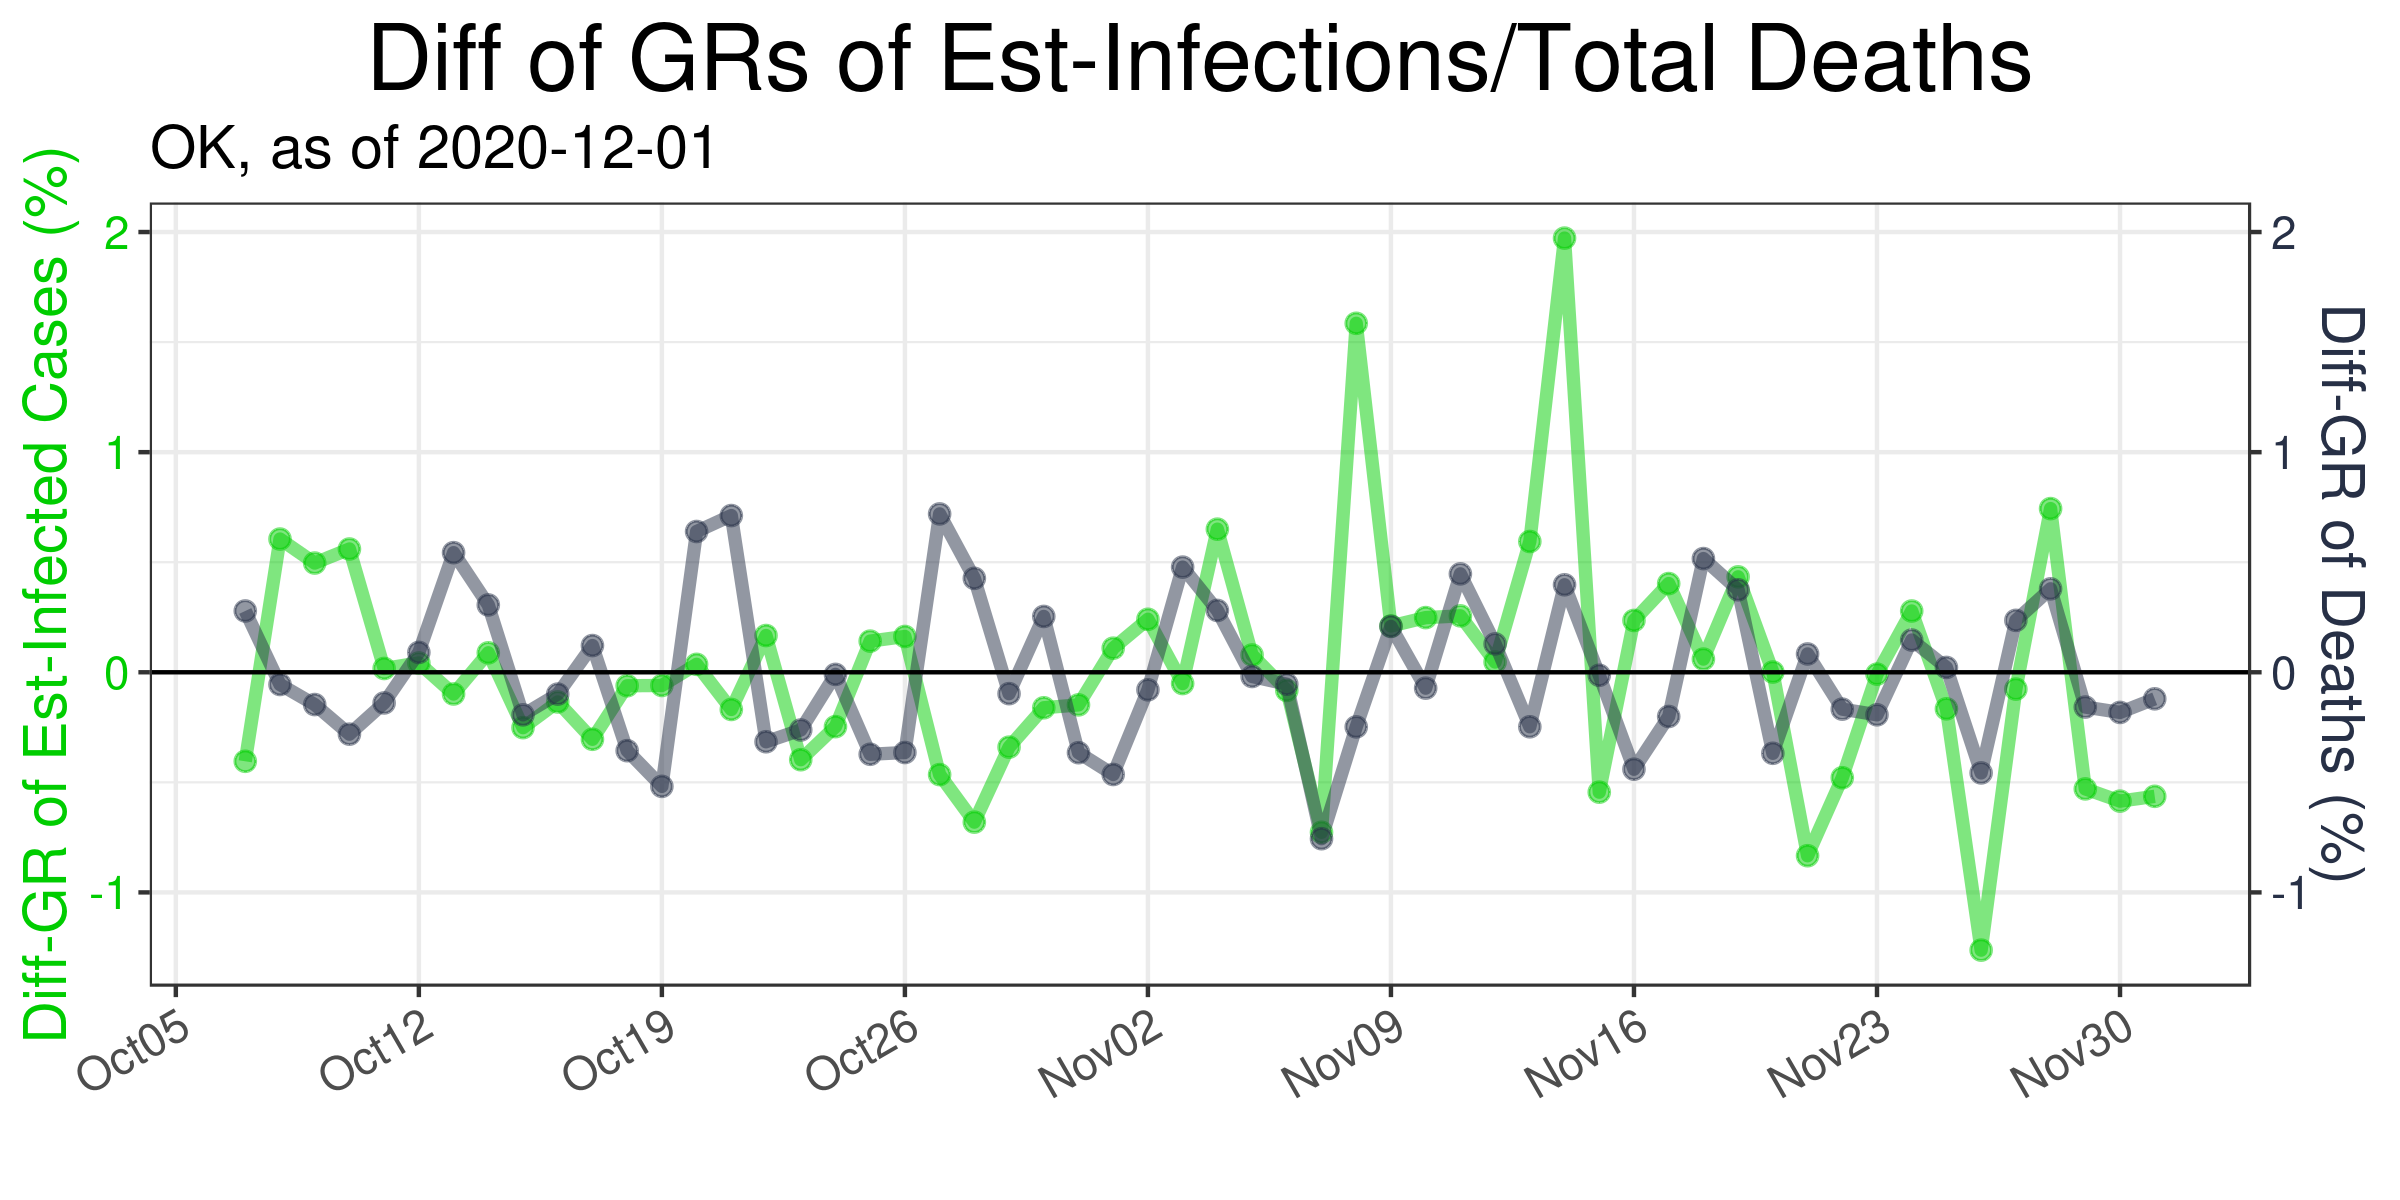 Diff of GRs of Est-Infections/Total Deaths
OK, as of 2020-12-01
Diff-GR of Est-Infected Cases (%)
2
1
0
-1
2
1
0
-1
Diff-GR of Deaths (%)
Oct05
Oct12
Oct19
Oct26
Nov02
Nov09
Nov16
Nov23
Nov30